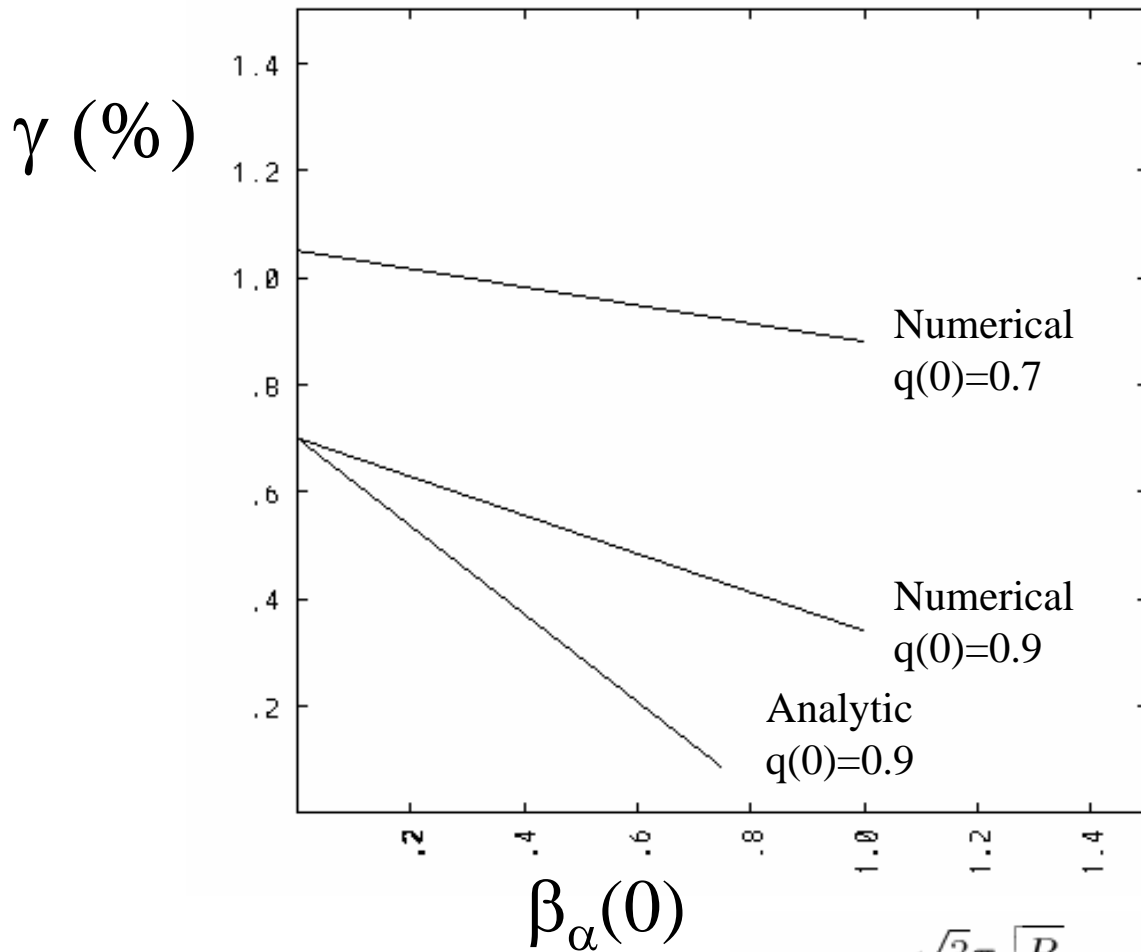 γ (%)
1.4
1.2
1.0
.8
.6
.4
.2
Numerical
q(0)=0.7
Numerical
q(0)=0.9
Analytic
q(0)=0.9
.2 .4 .6 .8 1.0 1.2 1.4
βα(0)